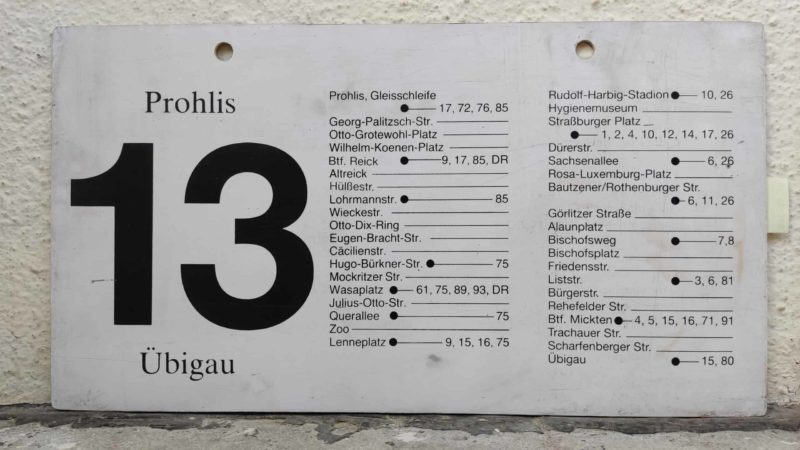 Prohlis
13
Übigau
Prohlis, Gleisschleife
17, 72, 76, 85
Georg-Palitzsch-Str.
Otto-Grotewohl-Platz
Wilhelm-Koenen-Platz
Btf. Reick 9, 17, 85, DR
Altreick
Hülßestr.
Lohrmannstr. 85
Wieckestr.
Otto-Dix-Ring
Eugen-Bracht-Str.
Cäcilienstr.
Hugo-Bürkner-Str. 75
Mockritzer Str.
Wasaplatz 61, 75, 89, 93, DR
Julius-Otto-Str.
Querallee 75
Zoo
Lenneplatz 9, 15, 16, 75
Rudolf-Harbig-Stadion 10, 26
Hygienemuseum
Straßburger Platz
1, 2, 4, 10, 12, 14, 17, 26
Dürerstr.
Sachsenallee 6, 26
Rosa-Luxemburg-Platz
Bautzener/Rothenburger Str.
6, 11, 26
Görlitzer Straße
Alaunplatz
Bischofsweg 7,8
Bischofsplatz
Friedensstr.
Liststr. 3, 6, 81
Bürgerstr.
Rehefelder Str.
Btf. Mickten 4, 5, 15, 16, 71, 91
Trachauer Str.
Scharfenberger Str.
Übigau 15, 80